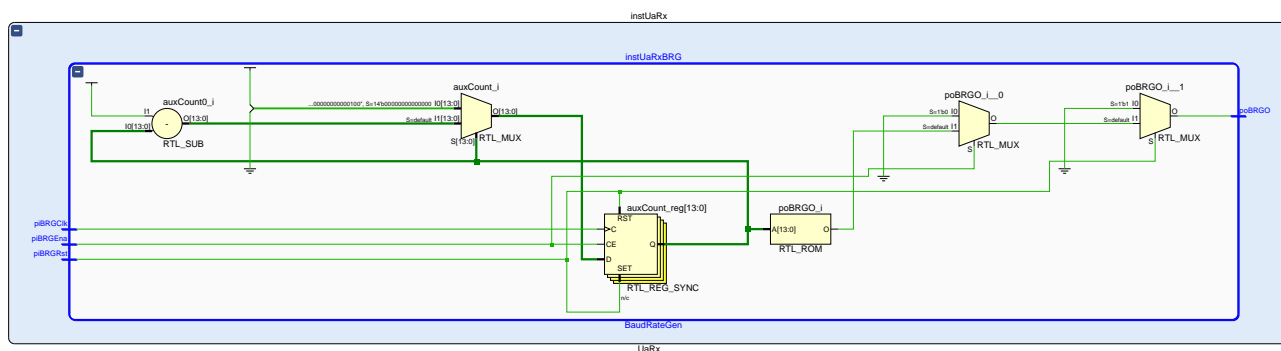 instUaRx
instUaRxBRG
auxCount0_i
I1
I0[13:0]
-
O[13:0]
RTL_SUB
auxCount_i
...00000000000100", S=14'b00000000000000 I0[13:0]
S=default I1[13:0]
S[13:0]
O[13:0]
RTL_MUX
poBRGO_i__0
S=1'b0 I0
S=default I1
S
O
RTL_MUX
poBRGO_i__1
S=1'b1 I0
S=default I1
S
O
RTL_MUX
poBRGO
piBRGClk
piBRGEna
piBRGRst
auxCount_reg[13:0]
RST
C
CE
D
Q
SET
RTL_REG_SYNC
n/c
poBRGO_i
A[13:0]
O
RTL_ROM
BaudRateGen
UaRx